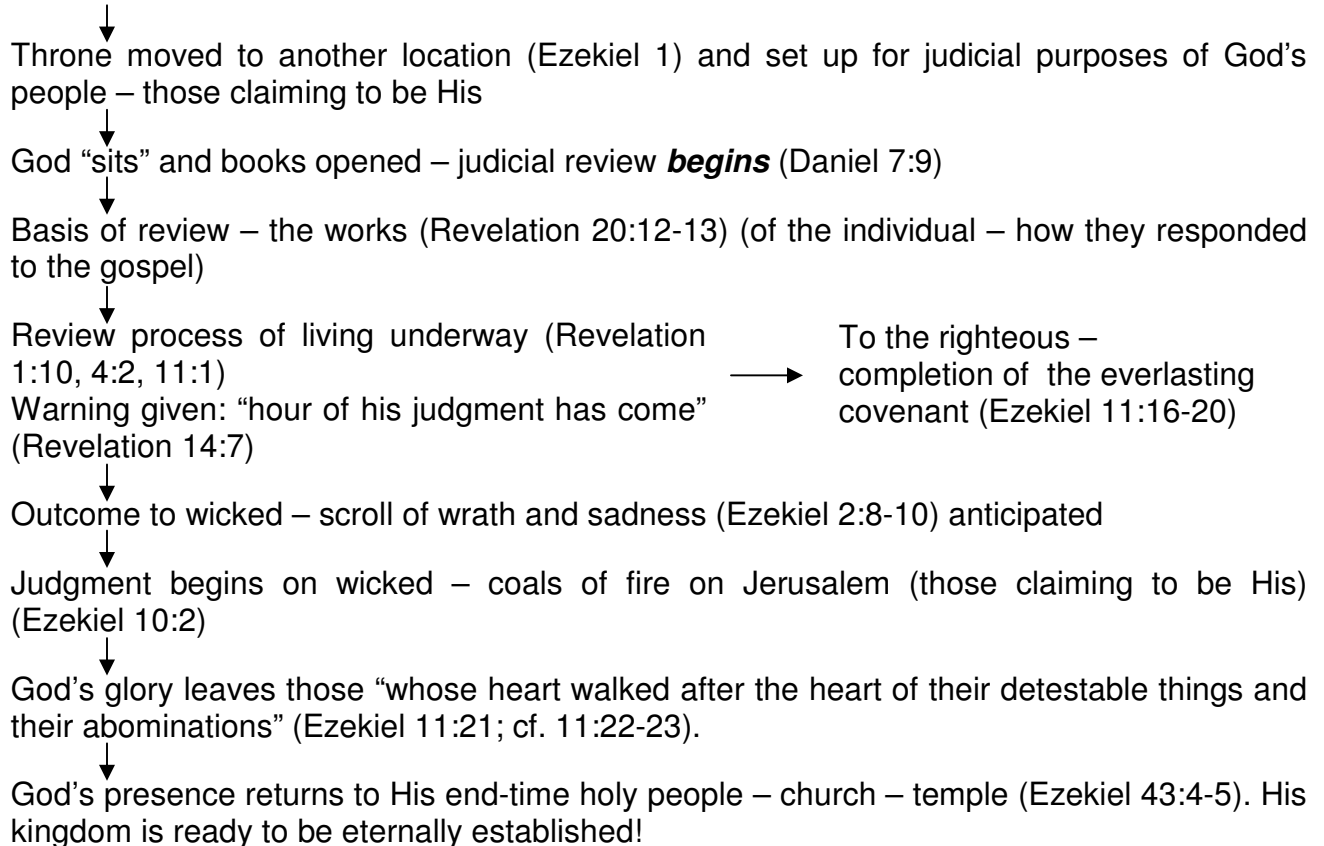 Throne moved to another location (Ezekiel 1) and set up for judicial purposes of God’s
people – those claiming to be His
God “sits” and books opened – judicial review begins (Daniel 7:9)
Basis of review – the works (Revelation 20:12-13) (of the individual – how they responded
to the gospel)
Review process of living underway (Revelation
1:10, 4:2, 11:1)
Warning given: “hour of his judgment has come”
(Revelation 14:7)
To the righteous –
completion of the everlasting
covenant (Ezekiel 11:16-20)
Outcome to wicked – scroll of wrath and sadness (Ezekiel 2:8-10) anticipated
Judgment begins on wicked – coals of fire on Jerusalem (those claiming to be His)
(Ezekiel 10:2)
God’s glory leaves those “whose heart walked after the heart of their detestable things and
their abominations” (Ezekiel 11:21; cf. 11:22-23).
God’s presence returns to His end-time holy people – church – temple (Ezekiel 43:4-5). His
kingdom is ready to be eternally established!